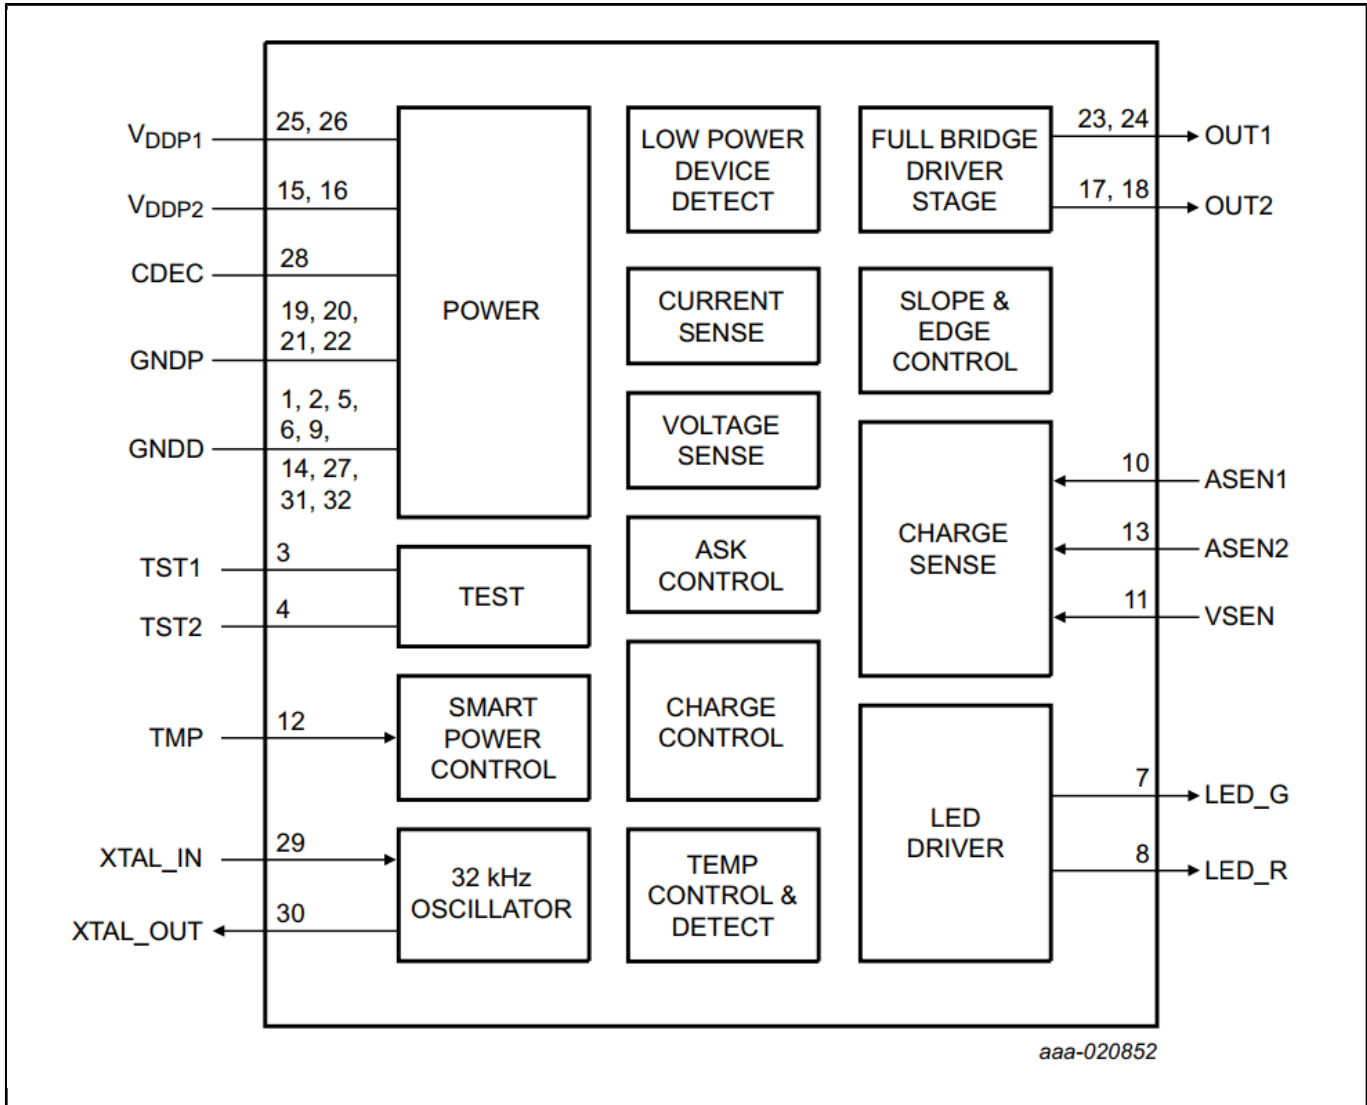 VDDP1
25, 26
VDDP2
15, 16
CDEC
28
GNDP
19, 20,
21, 22
GNDD
1, 2, 5,
6, 9,
14, 27,
31, 32
POWER
TST1
3
TST2
4
TEST
TMP
12
SMART
POWER
CONTROL
XTAL_IN
29
XTAL_OUT
30
32 kHz
OSCILLATOR
LOW POWER
DEVICE
DETECT
CURRENT
SENSE
VOLTAGE
SENSE
ASK
CONTROL
CHARGE
CONTROL
TEMP
CONTROL &
DETECT
FULL BRIDGE
DRIVER
STAGE
23, 24
OUT1
17, 18
OUT2
SLOPE &
EDGE
CONTROL
CHARGE
SENSE
10
ASEN1
13
ASEN2
11
VSEN
LED
DRIVER
7
LED_G
8
LED_R
aaa-020852